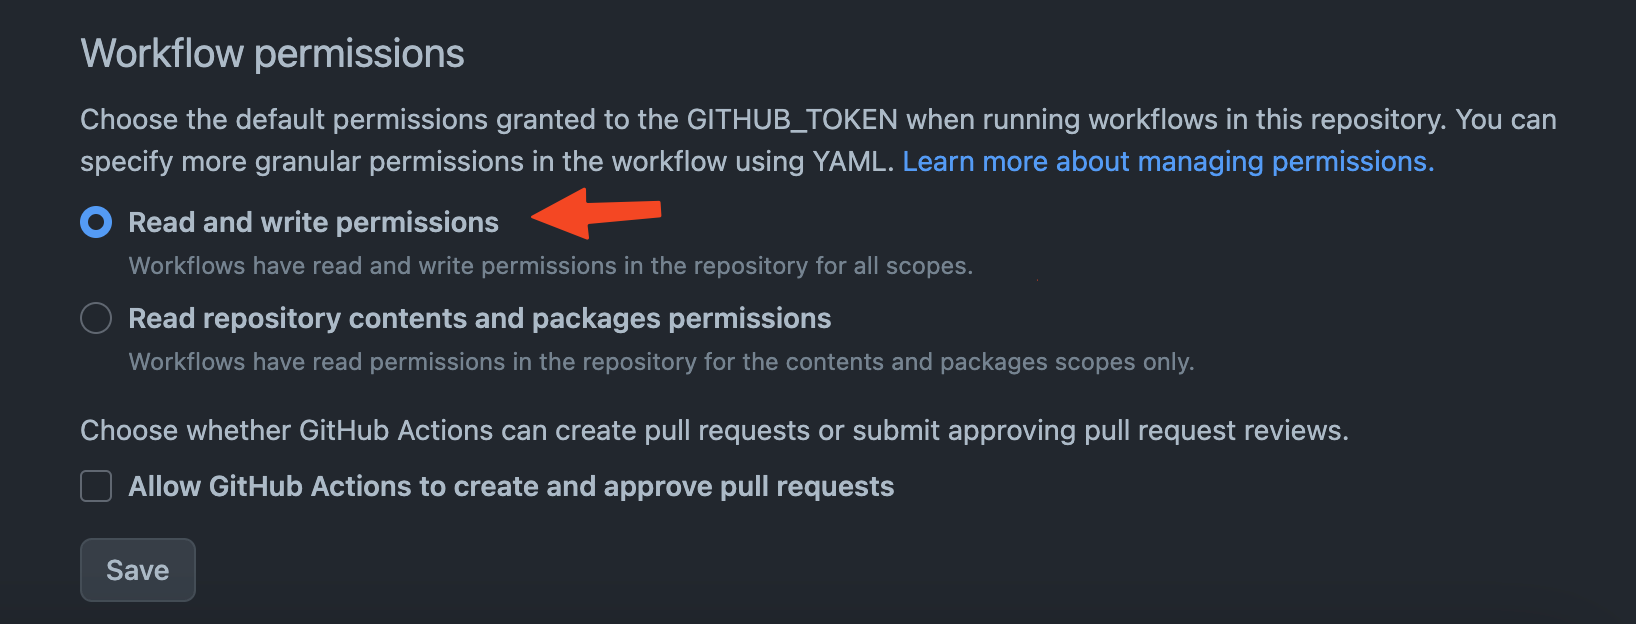 Workflow permissions
Choose the default permissions granted to the GITHUB_TOKEN when running workflows in this repository. You can
specify more granular permissions in the workflow using YAML. Learn more about managing permissions.
Read and write permissions
Workflows have read and write permissions in the repository for all scopes.
Read repository contents and packages permissions
Workflows have read permissions in the repository for the contents and packages scopes only.
Choose whether GitHub Actions can create pull requests or submit approving pull request reviews.
Allow GitHub Actions to create and approve pull requests
Save